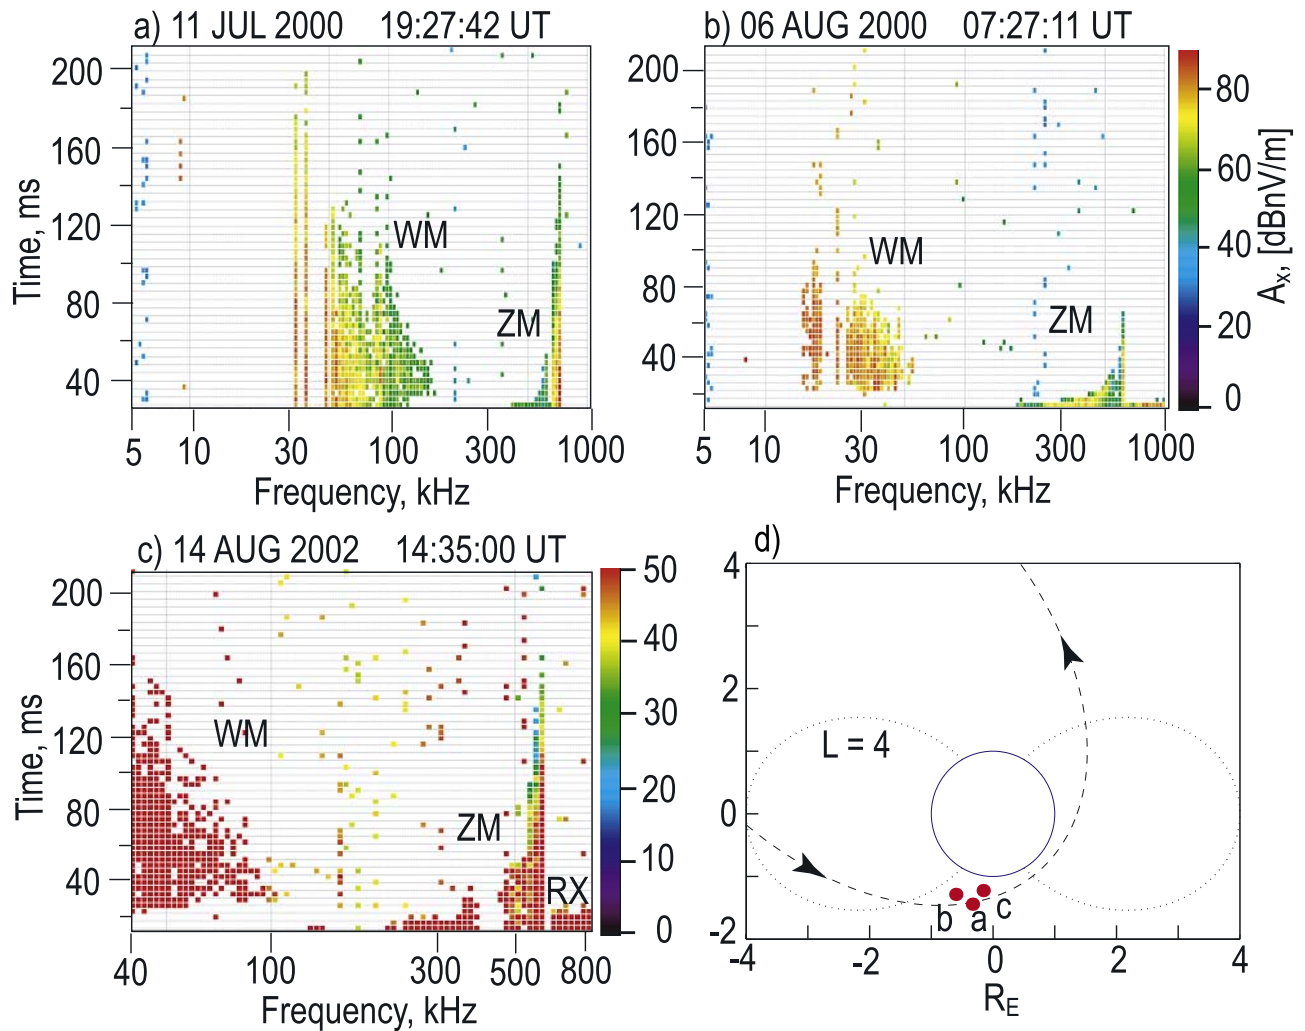 a) 11 JUL 2000 19:27:42 UT
200
160
120
80
40
Time, ms
WM
ZM
5 10 30 100 300 1000
Frequency, kHz
b) 06 AUG 2000 07:27:11 UT
200
160
120
80
40
WM
ZM
5 10 30 100 300 1000
Frequency, kHz
80
60
40
20
0
Ax, [dBnV/m]
c) 14 AUG 2002 14:35:00 UT
200
160
120
80
40
Time, ms
WM
ZM
RX
40 100 300 500 800
Frequency, kHz
50
40
30
20
10
0
d)
4
2
0
-2
L = 4
b a c
-4 -2 0 2 4
RE